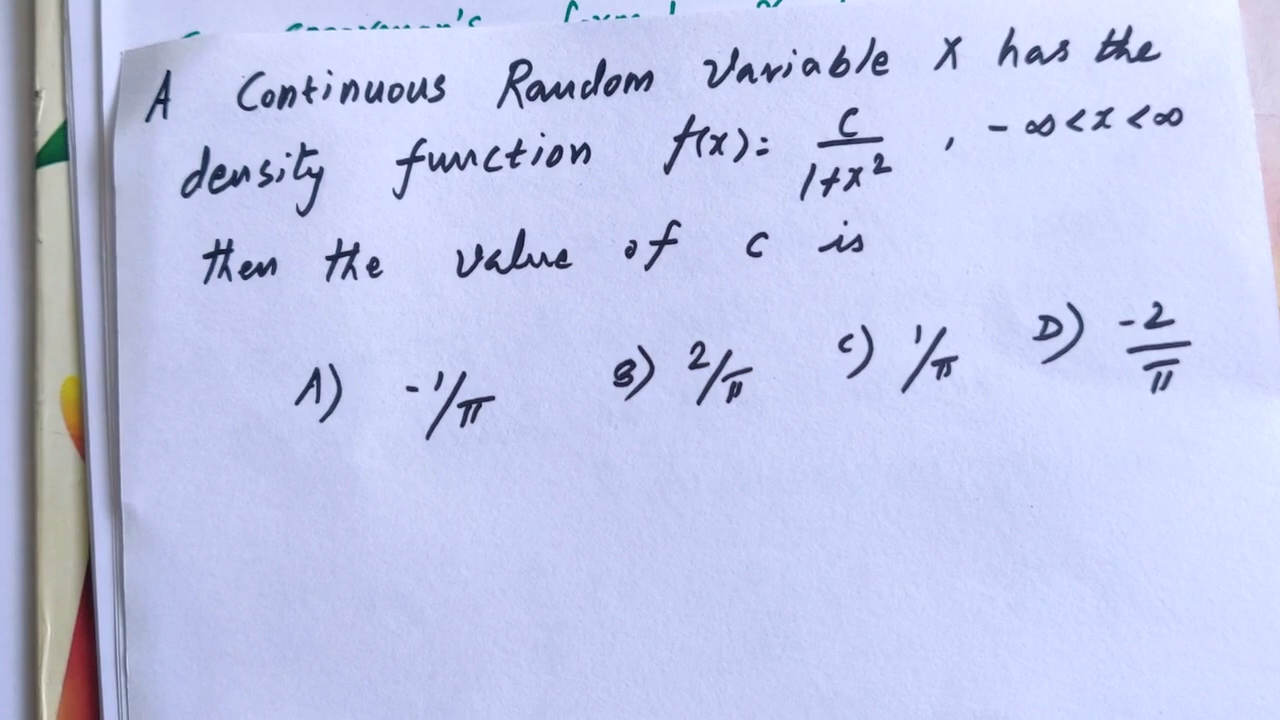 A Continuous Random Variable X has the
density function f(x): C/1+x² , -∞<x<∞
then the value of c is
A) -1/π B) 2/π C) 1/π D) -2/π